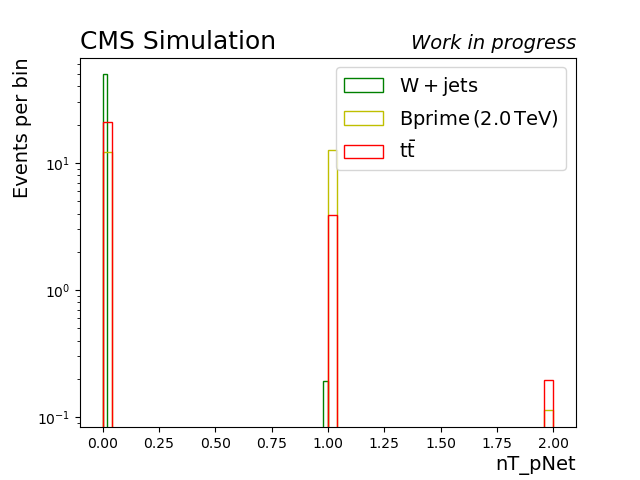 CMS Simulation Work in progress
Events per bin
W + jets
Bprime (2.0 TeV)
tt̄
10¹
10⁰
10⁻¹
0.00 0.25 0.50 0.75 1.00 1.25 1.50 1.75 2.00
nT_pNet